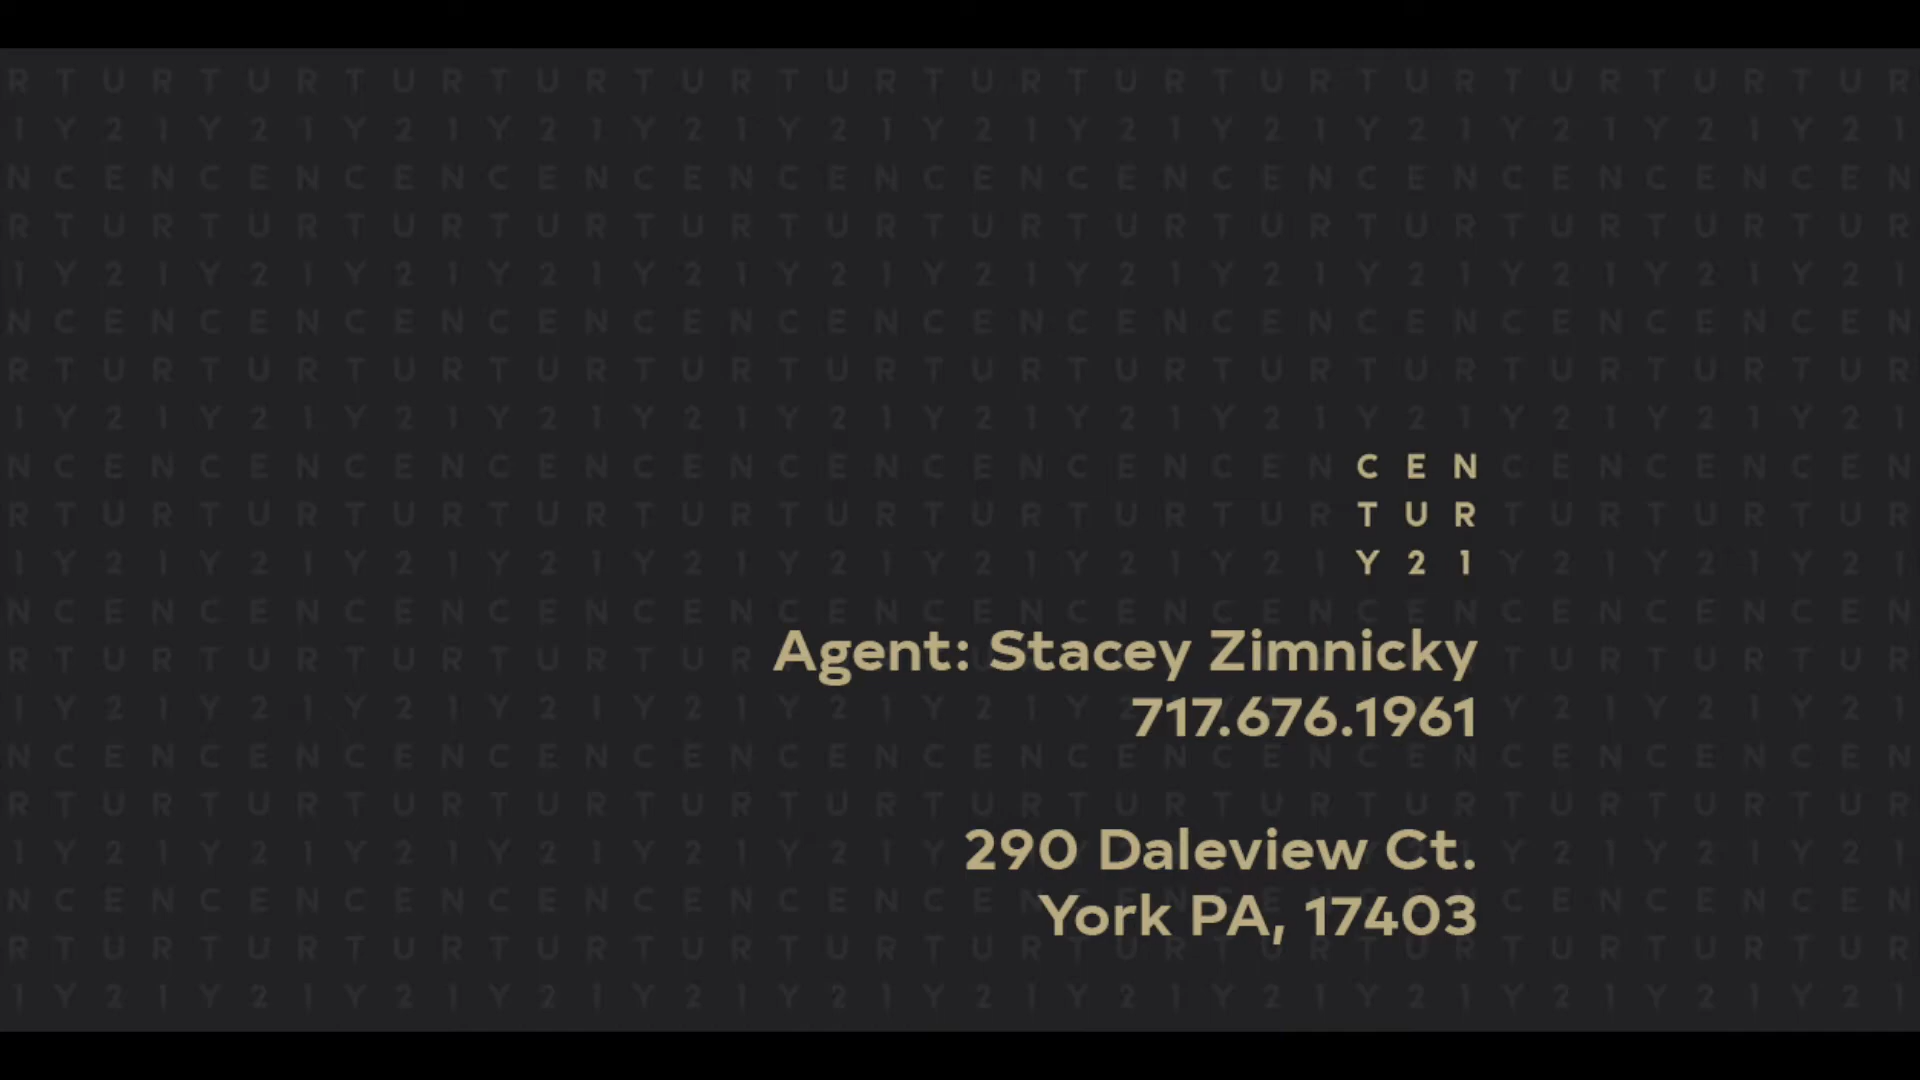 C E N
T U R
Y 2 1
Agent: Stacey Zimnicky
717.676.1961
290 Daleview Ct.
York PA, 17403